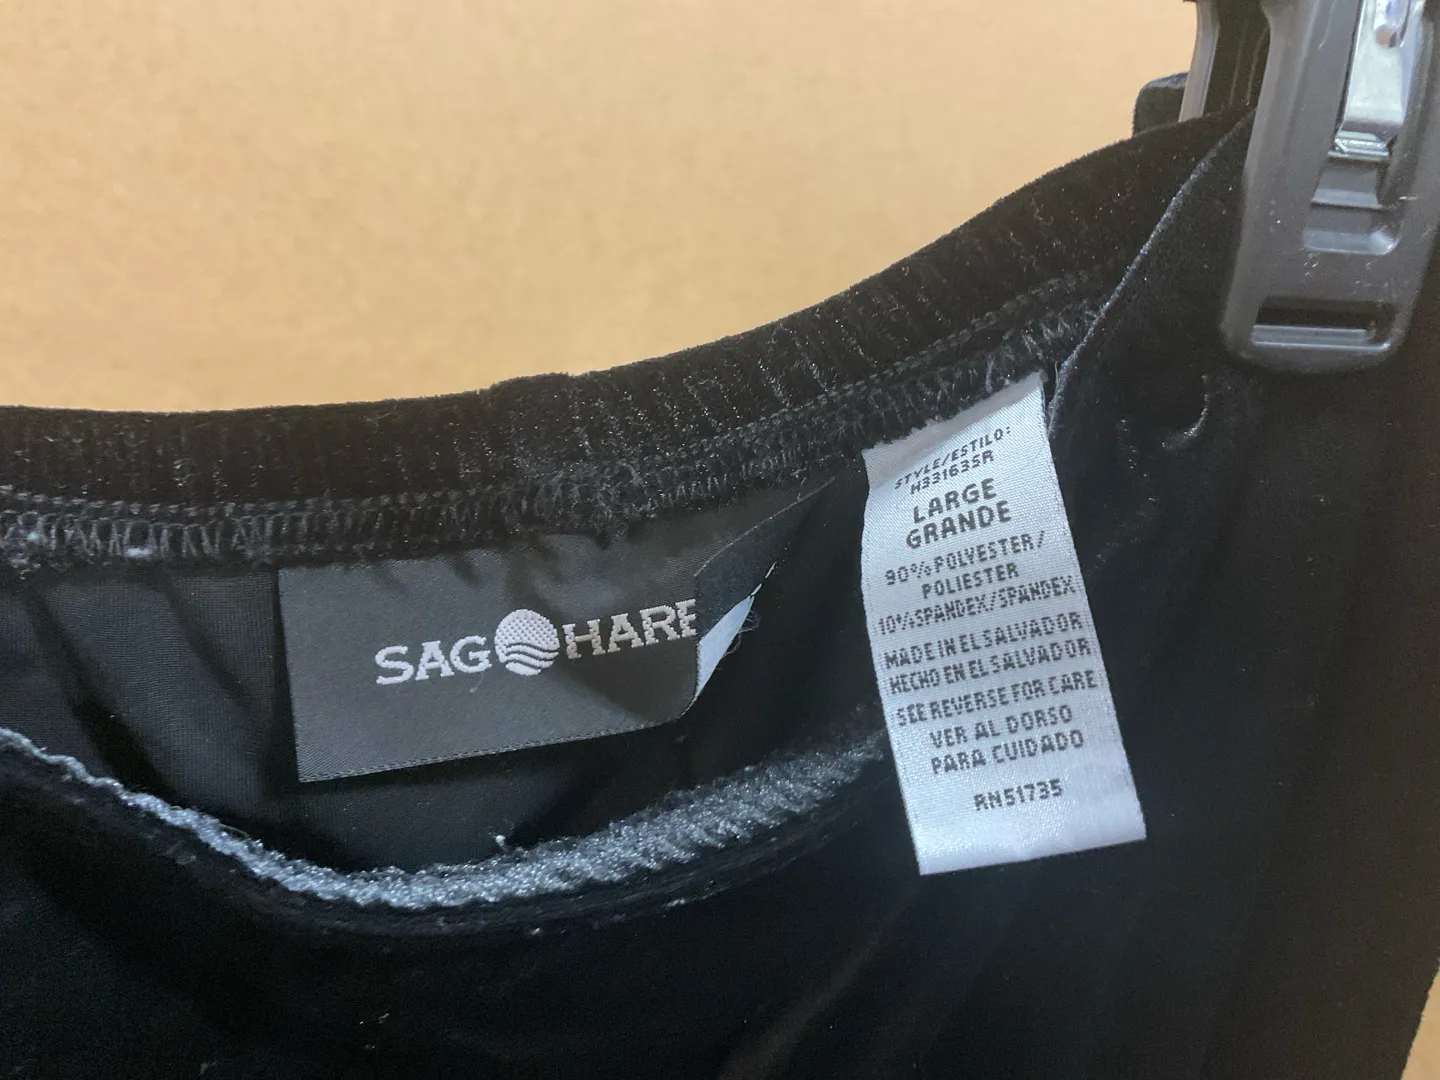 SAG HARB
STYLE/ESTILO:
H331635R
LARGE
GRANDE
90% POLYESTER/
POLIESTER
10% SPANDEX/SPANDEX
MADE IN EL SALVADOR
HECHO EN EL SALVADOR
SEE REVERSE FOR CARE
VER AL DORSO
PARA CUIDADO
RN51735